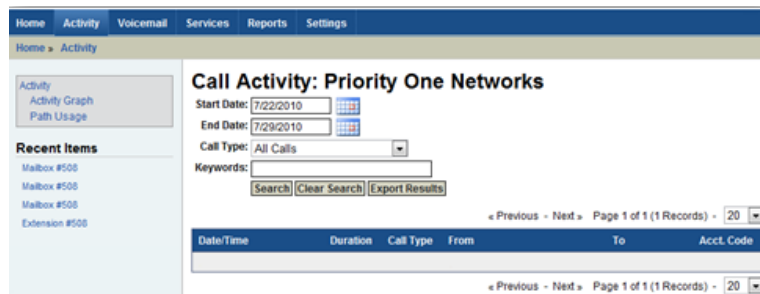 Home Activity Voicemail Services Reports Settings
Home » Activity
Activity
Activity Graph
Path Usage
Recent Items
Mailbox #508
Mailbox #508
Mailbox #508
Extension #508
Call Activity: Priority One Networks
Start Date: 7/22/2010
End Date: 7/29/2010
Call Type: All Calls
Keywords:
Search Clear Search Export Results
« Previous - Next » Page 1 of 1 (1 Records) - 20
Date/Time Duration Call Type From To Acct. Code
« Previous - Next » Page 1 of 1 (1 Records) - 20